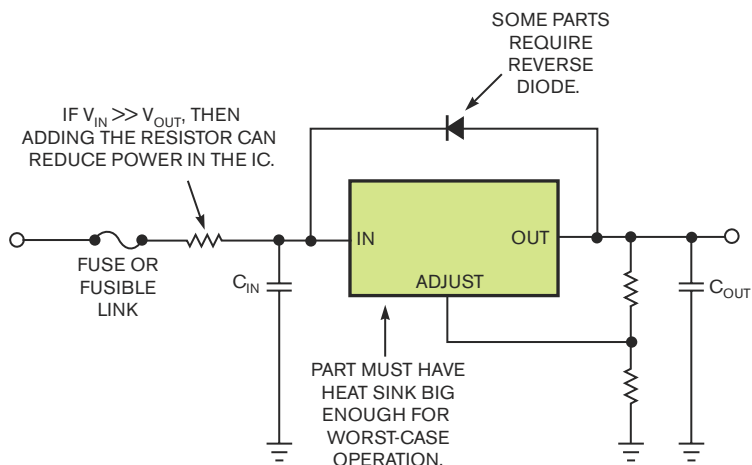 SOME PARTS
REQUIRE
REVERSE
DIODE.
IF V_IN >> V_OUT, THEN
ADDING THE RESISTOR CAN
REDUCE POWER IN THE IC.
IN
OUT
FUSE OR
FUSIBLE
LINK
C_IN
ADJUST
C_OUT
PART MUST HAVE
HEAT SINK BIG
ENOUGH FOR
WORST-CASE
OPERATION.